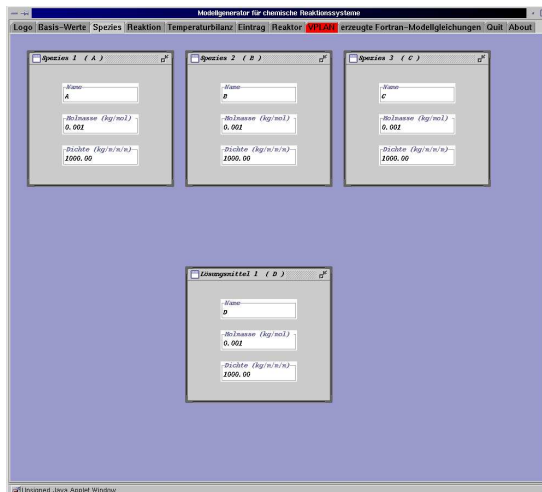 Modellgenerator für chemische Reaktionssysteme
Logo Basis-Werte Spezies Reaktion Temperaturbilanz Eintrag Reaktor VPLAN erzeugte Fortran-Modellgleichungen Quit About
Spezies 1 ( A )
Name
A
Molmasse (kg/mol)
0.001
Dichte (kg/m/m/m)
1000.00
Spezies 2 ( B )
Name
B
Molmasse (kg/mol)
0.001
Dichte (kg/m/m/m)
1000.00
Spezies 3 ( C )
Name
C
Molmasse (kg/mol)
0.001
Dichte (kg/m/m/m)
1000.00
Lösungsmittel 1 ( D )
Name
D
Molmasse (kg/mol)
0.001
Dichte (kg/m/m/m)
1000.00
Unsigned Java Applet Window